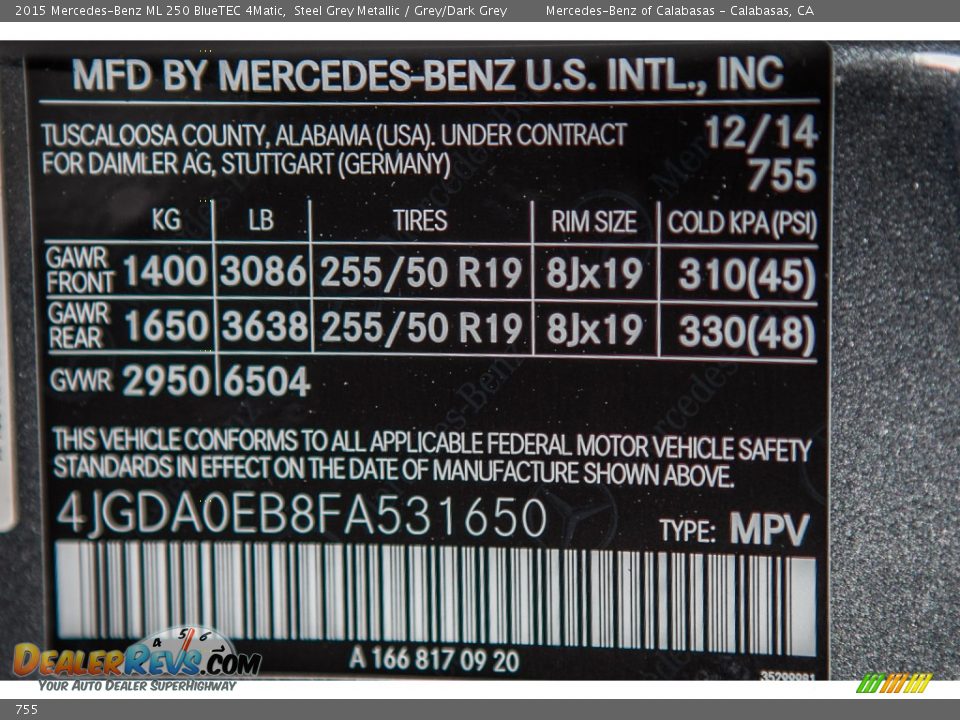 2015 Mercedes-Benz ML 250 BlueTEC 4Matic, Steel Grey Metallic / Grey/Dark Grey Mercedes-Benz of Calabasas - Calabasas, CA
MFD BY MERCEDES-BENZ U.S. INTL., INC
TUSCALOOSA COUNTY, ALABAMA (USA). UNDER CONTRACT 12/14
FOR DAIMLER AG, STUTTGART (GERMANY) 755
KG LB TIRES RIM SIZE COLD KPA (PSI)
GAWR FRONT 1400 3086 255/50 R19 8Jx19 310(45)
GAWR REAR 1650 3638 255/50 R19 8Jx19 330(48)
GVWR 2950 6504
THIS VEHICLE CONFORMS TO ALL APPLICABLE FEDERAL MOTOR VEHICLE SAFETY
STANDARDS IN EFFECT ON THE DATE OF MANUFACTURE SHOWN ABOVE.
4JGDA0EB8FA531650 TYPE: MPV
A 166 817 09 20
4 5 6
DEALERREVS.COM
YOUR AUTO DEALER SUPERHIGHWAY
755